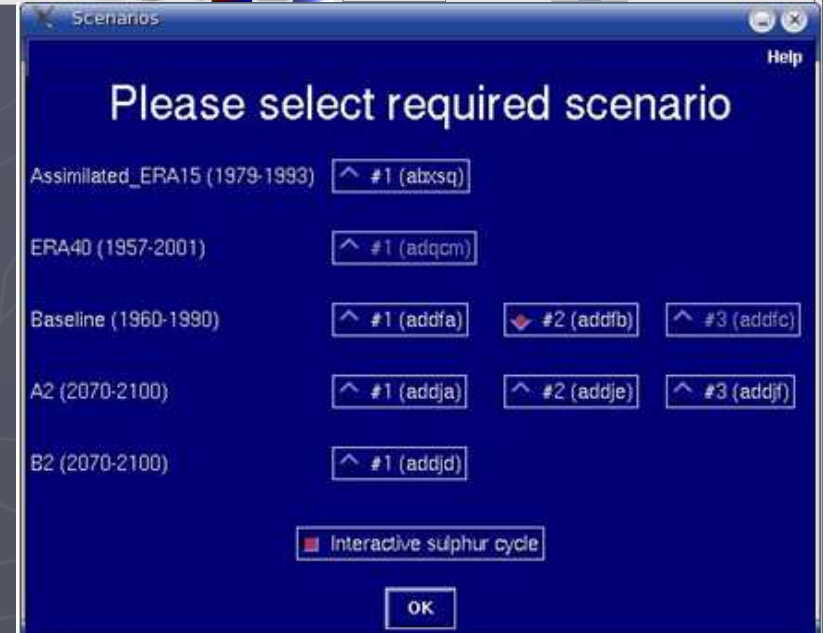 Scenarios
Help
Please select required scenario
Assimilated_ERA15 (1979-1993) #1 (abxsq)
ERA40 (1957-2001) #1 (adqcm)
Baseline (1960-1990) #1 (addfa) #2 (addfb) #3 (addfc)
A2 (2070-2100) #1 (addja) #2 (addje) #3 (addjf)
B2 (2070-2100) #1 (addjd)
Interactive sulphur cycle
OK